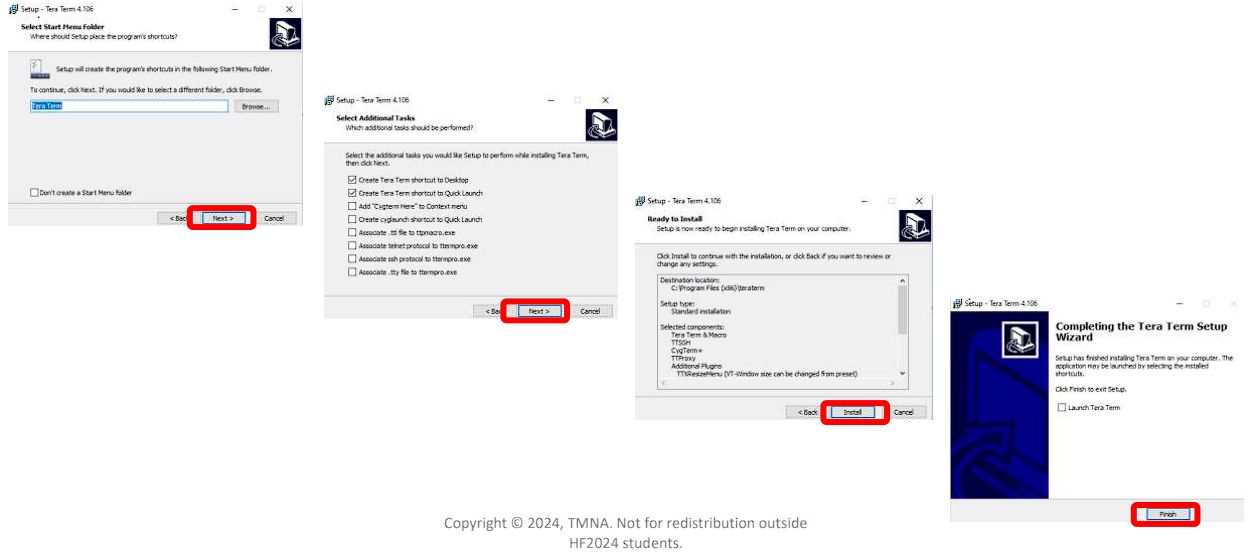 Setup - Tera Term 4.106
Select Start Menu Folder
Where should Setup place the program's shortcuts?
Setup will create the program's shortcuts in the following Start Menu folder.
To continue, click Next. If you would like to select a different folder, click Browse.
Tera Term
Browse...
Don't create a Start Menu folder
< Bac
Next >
Cancel
Setup - Tera Term 4.106
Select Additional Tasks
Which additional tasks should be performed?
Select the additional tasks you would like Setup to perform while installing Tera Term,
then click Next.
Create Tera Term shortcut to Desktop
Create Tera Term shortcut to Quick Launch
Add "Cygterm Here" to Context menu
Create cyglaunch shortcut to Quick Launch
Associate .ttl file to ttpmacro.exe
Associate telnet protocol to ttermpro.exe
Associate ssh protocol to ttermpro.exe
Associate .tty file to ttermpro.exe
< Ba
Next >
Cancel
Setup - Tera Term 4.106
Ready to Install
Setup is now ready to begin installing Tera Term on your computer.
Click Install to continue with the installation, or click Back if you want to review or
change any settings.
Destination location:
C:\Program Files (x86)\teraterm
Setup type:
Standard installation
Selected components:
Tera Term & Macro
TTSSH
CygTerm+
TTProxy
Additional Plugins
TTXResizeMenu (VT-Window size can be changed from preset)
< Back
Install
Cancel
Setup - Tera Term 4.106
Completing the Tera Term Setup
Wizard
Setup has finished installing Tera Term on your computer. The
application may be launched by selecting the installed
shortcuts.
Click Finish to exit Setup.
Launch Tera Term
Finish
Copyright © 2024, TMNA. Not for redistribution outside
HF2024 students.